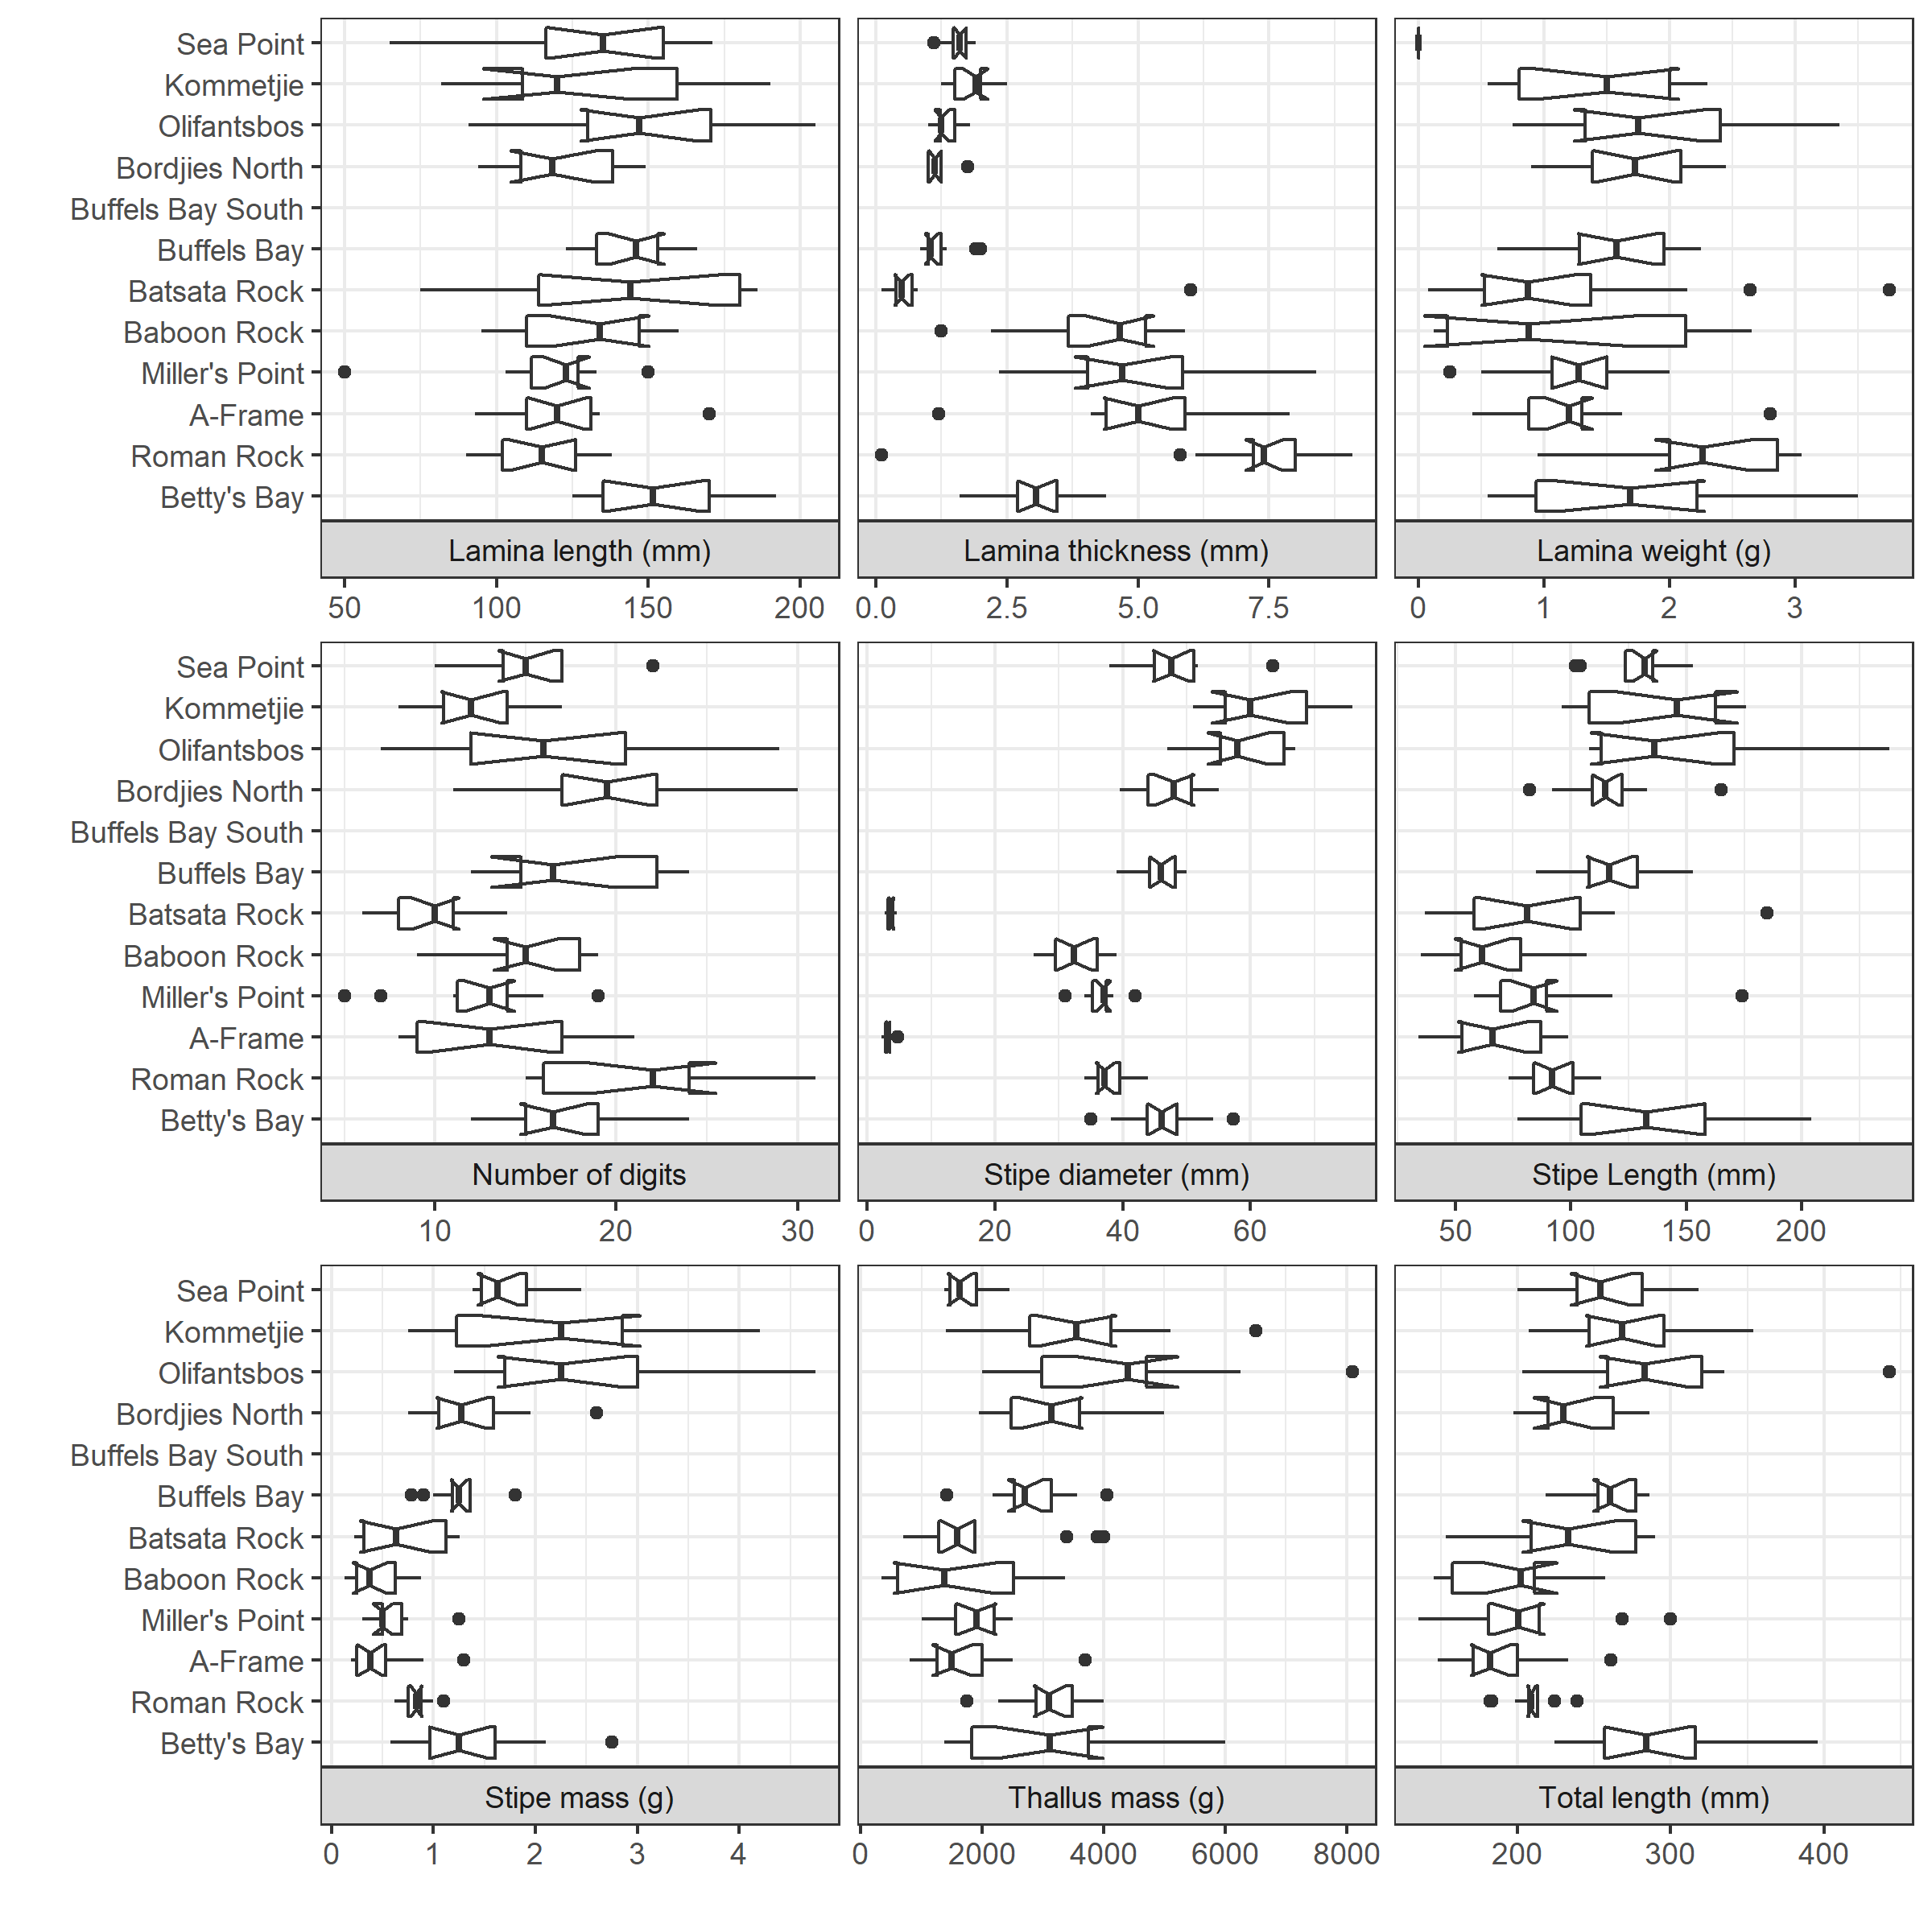 Sea Point
Kommetjie
Olifantsbos
Bordjies North
Buffels Bay South
Buffels Bay
Batsata Rock
Baboon Rock
Miller's Point
A-Frame
Roman Rock
Betty's Bay
Lamina length (mm) Lamina thickness (mm) Lamina weight (g)
50 100 150 200 0.0 2.5 5.0 7.5 0 1 2 3
Sea Point
Kommetjie
Olifantsbos
Bordjies North
Buffels Bay South
Buffels Bay
Batsata Rock
Baboon Rock
Miller's Point
A-Frame
Roman Rock
Betty's Bay
Number of digits Stipe diameter (mm) Stipe Length (mm)
10 20 30 0 20 40 60 50 100 150 200
Sea Point
Kommetjie
Olifantsbos
Bordjies North
Buffels Bay South
Buffels Bay
Batsata Rock
Baboon Rock
Miller's Point
A-Frame
Roman Rock
Betty's Bay
Stipe mass (g) Thallus mass (g) Total length (mm)
0 1 2 3 4 0 2000 4000 6000 8000 200 300 400